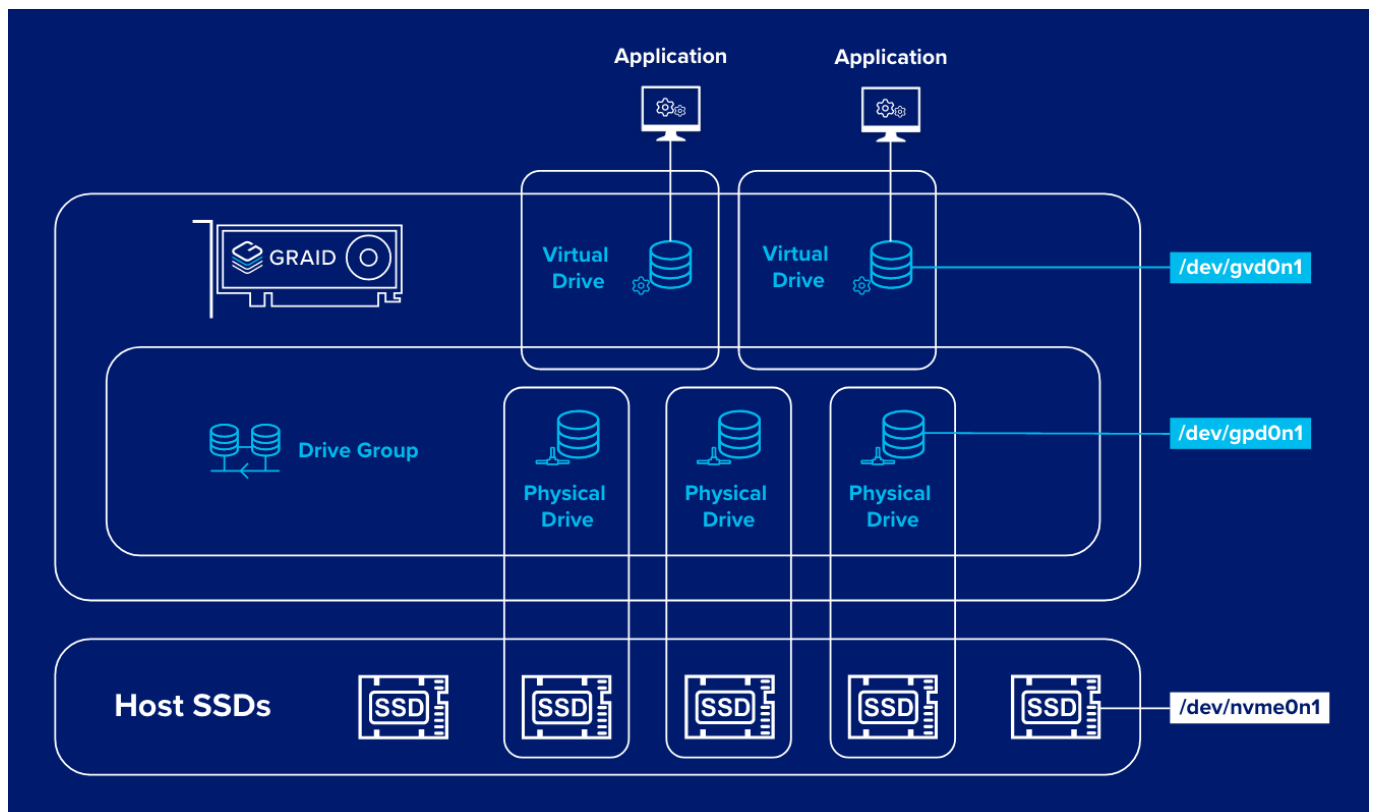 Application
Application
GRAID
Virtual
Drive
Virtual
Drive
/dev/gvd0n1
Drive Group
Physical
Drive
Physical
Drive
Physical
Drive
/dev/gpd0n1
Host SSDs
SSD
SSD
SSD
SSD
SSD
/dev/nvme0n1